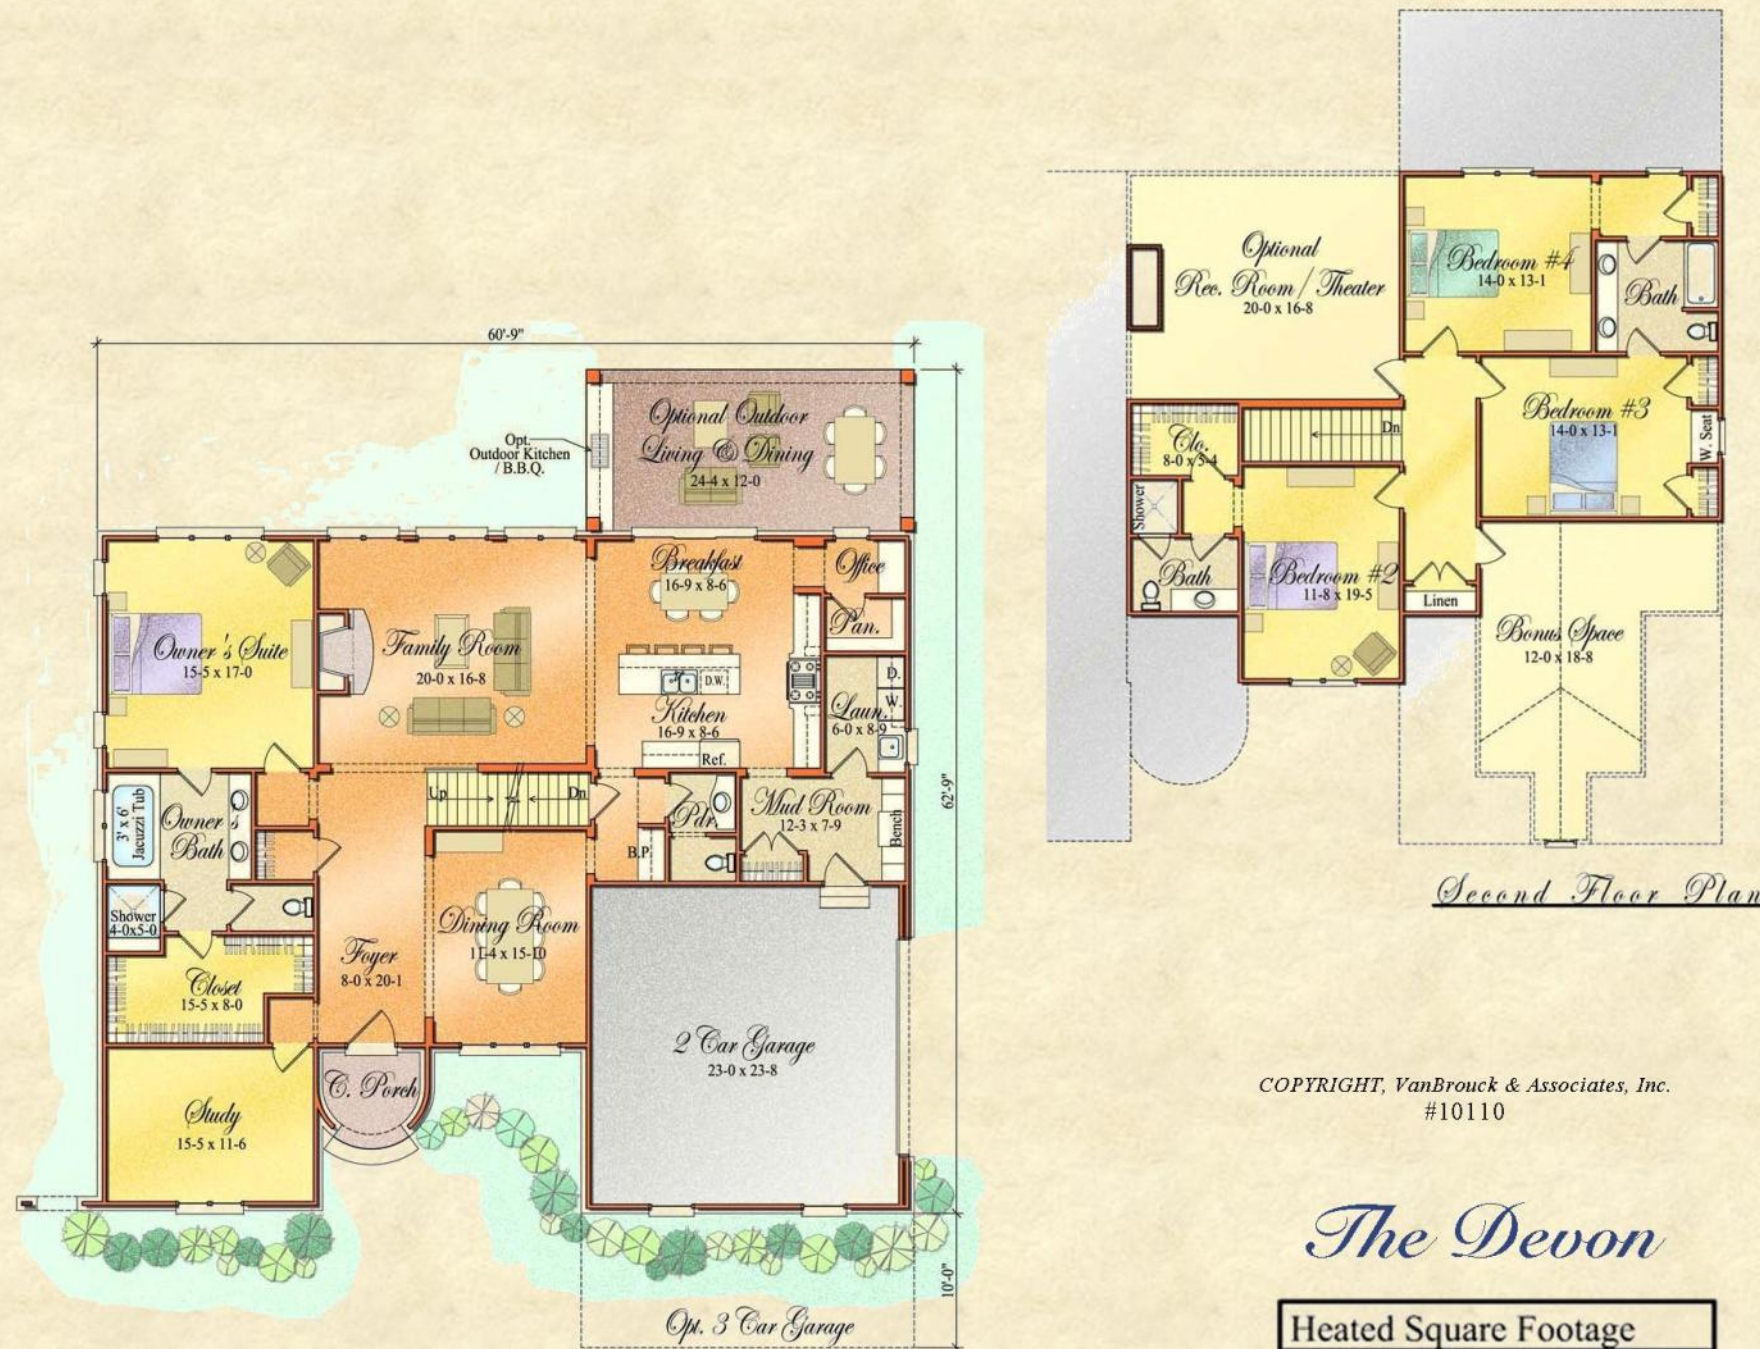 60'-9"
Optional Outdoor
Living & Dining
24-4 x 12-0
Opt.
Outdoor Kitchen
/ B.B.Q.
Breakfast
16-9 x 8-6
Office
Pan.
Owner's Suite
15-5 x 17-0
Family Room
20-0 x 16-8
D.W.
Kitchen
16-9 x 8-6
Ref.
D.
W.
Laun.
6-0 x 8-9
62'-9"
3' x 6'
Jacuzzi Tub
Owner's
Bath
Up
Dn
Pdr.
B.P.
Mud Room
12-3 x 7-9
Bench
Shower
4-0x5-0
Closet
15-5 x 8-0
Foyer
8-0 x 20-1
Dining Room
11-4 x 15-10
2 Car Garage
23-0 x 23-8
C. Porch
Study
15-5 x 11-6
10'-0"
Opt. 3 Car Garage
Optional
Rec. Room / Theater
20-0 x 16-8
Bedroom #4
14-0 x 13-1
Bath
Clo.
8-0 x 5-4
Dn
Bedroom #3
14-0 x 13-1
W. Seat
Shower
Bath
Bedroom #2
11-8 x 19-5
Linen
Bonus Space
12-0 x 18-8
Second Floor Plan
COPYRIGHT, VanBrouck & Associates, Inc.
#10110
The Devon
Heated Square Footage